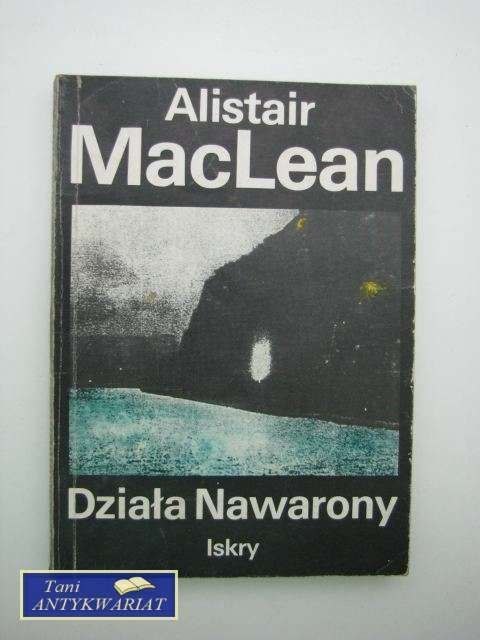 Alistair
MacLean
Działa Nawarony
Iskry
Tani
ANTYKWARIAT